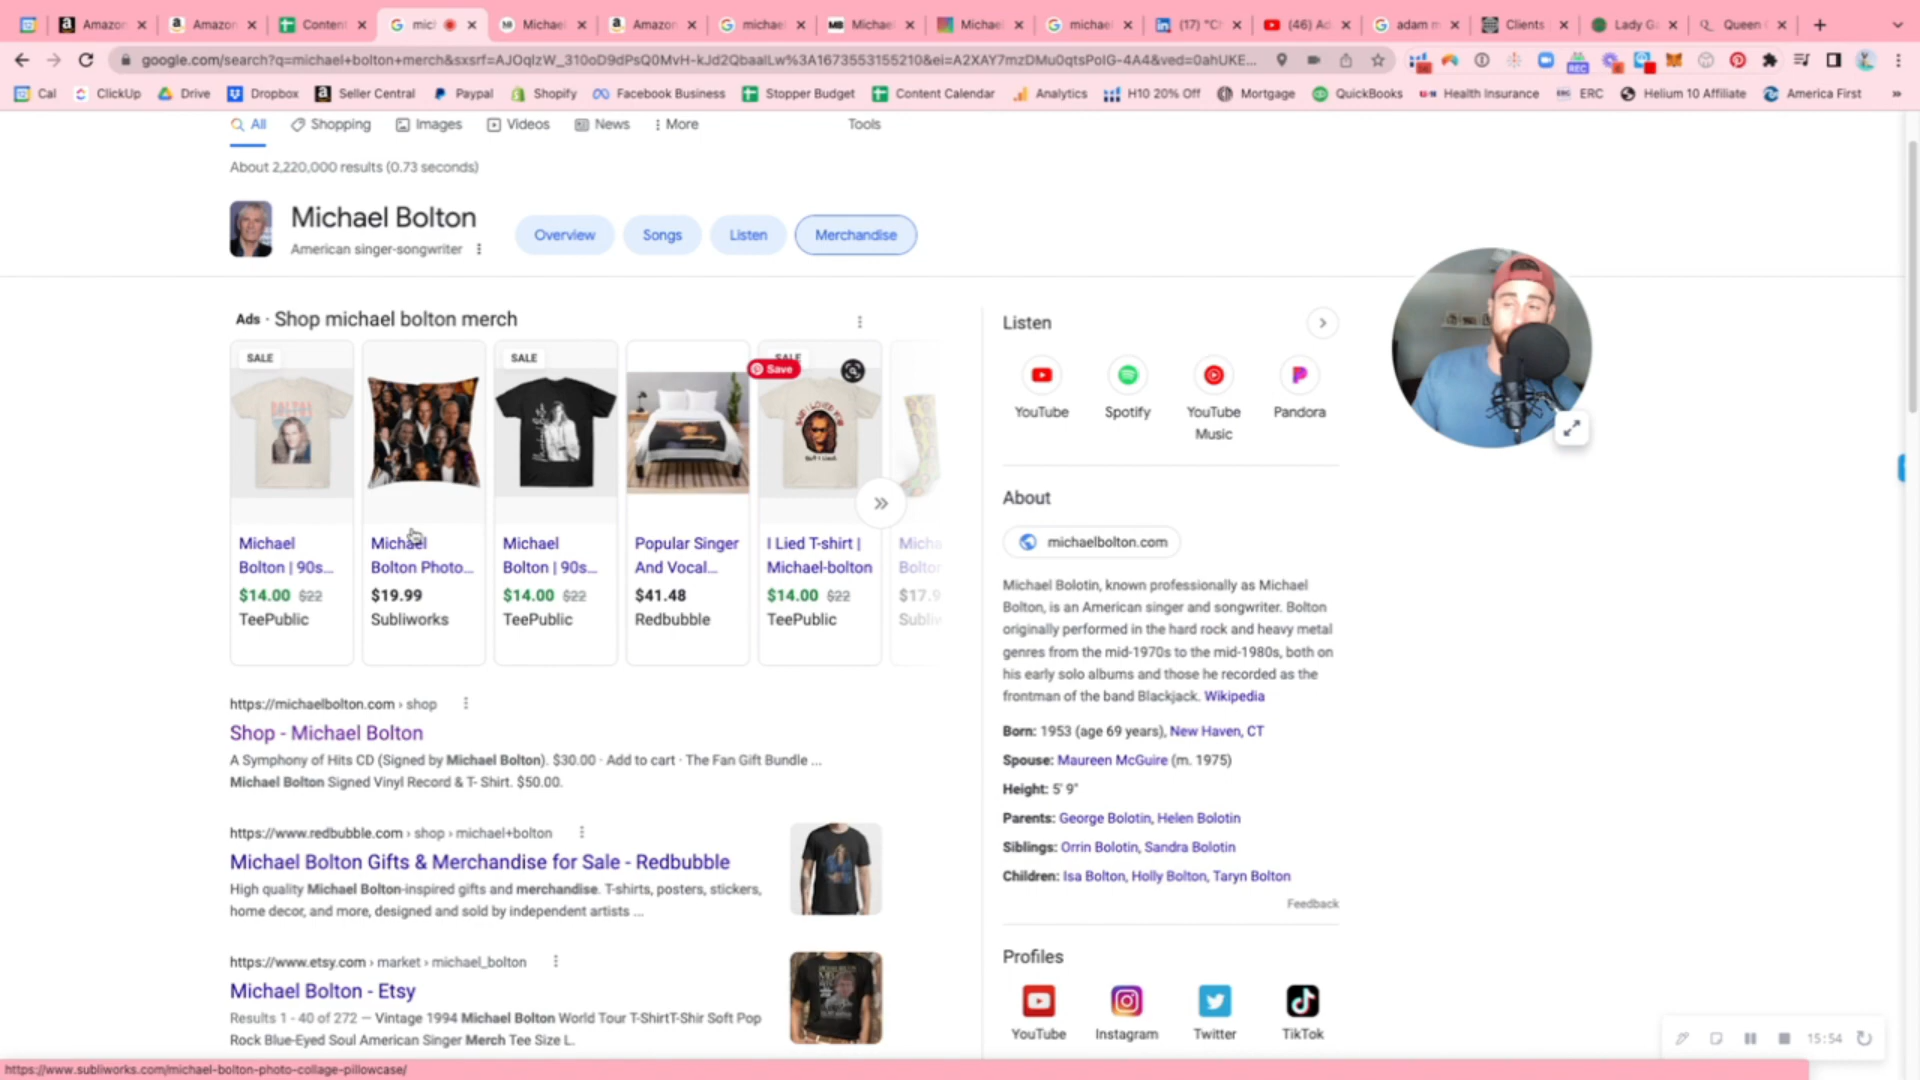 Amazon
Amazon
Content
mich
Michael
Amazon
michael
MB Michael
Michael
michael
(17) "C
(46) Ad
adam m
Clients
Lady G
Queen
google.com/search?q=michael+bolton+merch&sxsrf=AJOqlzW_310oD9dPsQ0MvH-kJd2QbaalLw%3A1673553155210&ei=A2XAY7mzDMu0qtsPoIG-4A4&ved=0ahUKE...
Cal
ClickUp
Drive
Dropbox
Seller Central
Paypal
Shopify
Facebook Business
Stopper Budget
Content Calendar
Analytics
H10 20% Off
Mortgage
QuickBooks
Health Insurance
ERC
Helium 10 Affiliate
America First
All
Shopping
Images
Videos
News
More
Tools
About 2,220,000 results (0.73 seconds)
Michael Bolton
American singer-songwriter
Overview
Songs
Listen
Merchandise
Ads · Shop michael bolton merch
SALE
SALE
SALE
Save
Michael
Bolton | 90s...
$14.00 $22
TeePublic
Michael
Bolton Photo...
$19.99
Subliworks
Michael
Bolton | 90s...
$14.00 $22
TeePublic
Popular Singer
And Vocal...
$41.48
Redbubble
I Lied T-shirt |
Michael-bolton
$14.00 $22
TeePublic
Micha
Bolton
$17.9
Subliw
https://michaelbolton.com › shop
Shop - Michael Bolton
A Symphony of Hits CD (Signed by Michael Bolton). $30.00 · Add to cart · The Fan Gift Bundle ...
Michael Bolton Signed Vinyl Record & T- Shirt. $50.00.
https://www.redbubble.com › shop › michael+bolton
Michael Bolton Gifts & Merchandise for Sale - Redbubble
High quality Michael Bolton-inspired gifts and merchandise. T-shirts, posters, stickers,
home decor, and more, designed and sold by independent artists ...
https://www.etsy.com › market › michael_bolton
Michael Bolton - Etsy
Results 1 - 40 of 272 — Vintage 1994 Michael Bolton World Tour T-ShirtT-Shir Soft Pop
Rock Blue-Eyed Soul American Singer Merch Tee Size L.
Listen
YouTube
Spotify
YouTube
Music
Pandora
About
michaelbolton.com
Michael Bolotin, known professionally as Michael
Bolton, is an American singer and songwriter. Bolton
originally performed in the hard rock and heavy metal
genres from the mid-1970s to the mid-1980s, both on
his early solo albums and those he recorded as the
frontman of the band Blackjack. Wikipedia
Born: 1953 (age 69 years), New Haven, CT
Spouse: Maureen McGuire (m. 1975)
Height: 5′ 9″
Parents: George Bolotin, Helen Bolotin
Siblings: Orrin Bolotin, Sandra Bolotin
Children: Isa Bolton, Holly Bolton, Taryn Bolton
Feedback
Profiles
YouTube
Instagram
Twitter
TikTok
15:54
https://www.subliworks.com/michael-bolton-photo-collage-pillowcase/